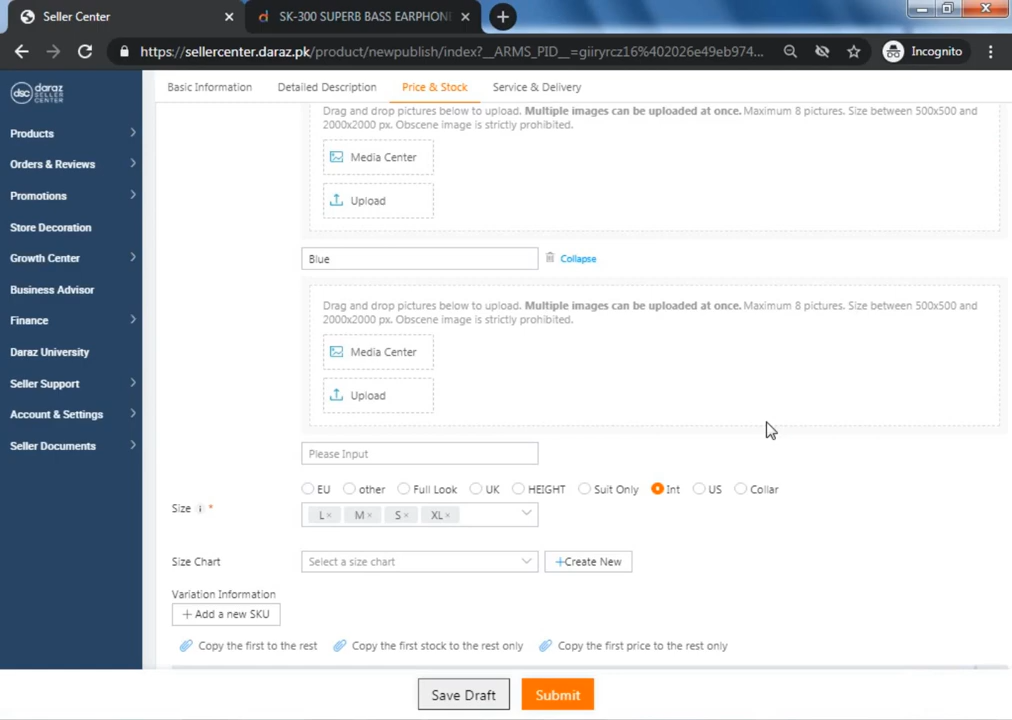 Seller Center
SK-300 SUPERB BASS EARPHON
https://sellercenter.daraz.pk/product/newpublish/index?__ARMS_PID__=giiryrcz16%402026e49eb974...
Incognito
dsc daraz SELLER CENTER
Products
Orders & Reviews
Promotions
Store Decoration
Growth Center
Business Advisor
Finance
Daraz University
Seller Support
Account & Settings
Seller Documents
Basic Information Detailed Description Price & Stock Service & Delivery
Drag and drop pictures below to upload. Multiple images can be uploaded at once. Maximum 8 pictures. Size between 500x500 and
2000x2000 px. Obscene image is strictly prohibited.
Media Center
Upload
Blue Collapse
Drag and drop pictures below to upload. Multiple images can be uploaded at once. Maximum 8 pictures. Size between 500x500 and
2000x2000 px. Obscene image is strictly prohibited.
Media Center
Upload
Please Input
EU other Full Look UK HEIGHT Suit Only Int US Collar
Size i * L× M× S× XL×
Size Chart Select a size chart +Create New
Variation Information
+ Add a new SKU
Copy the first to the rest Copy the first stock to the rest only Copy the first price to the rest only
Save Draft Submit